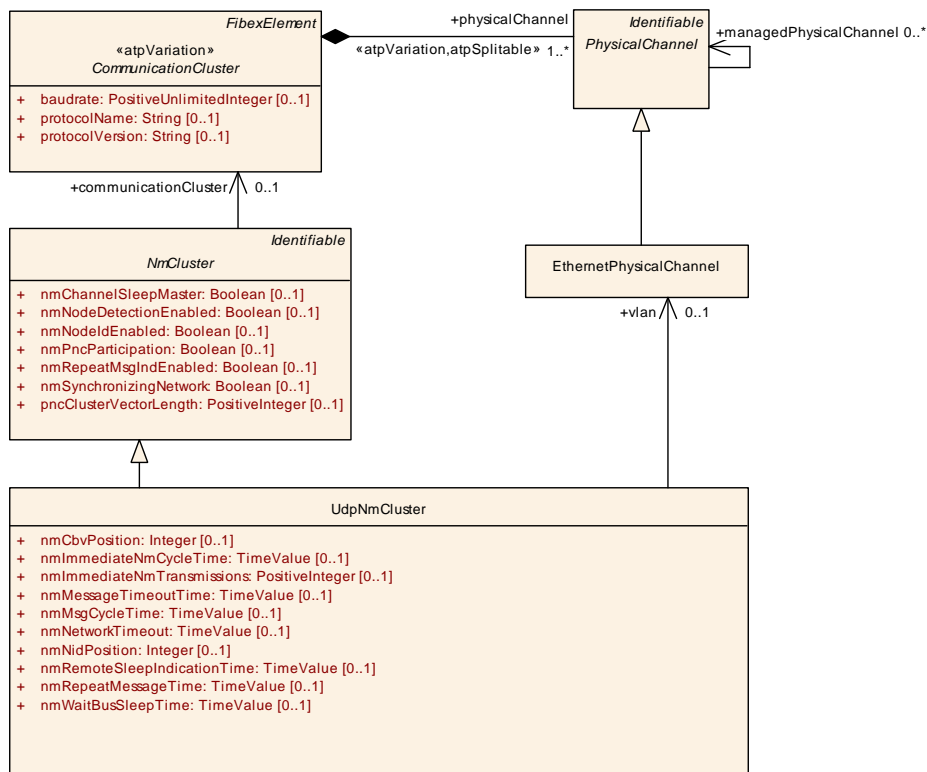 FibexElement
«atpVariation»
CommunicationCluster
+ baudrate: PositiveUnlimitedInteger [0..1]
+ protocolName: String [0..1]
+ protocolVersion: String [0..1]
+physicalChannel
«atpVariation,atpSplitable» 1..*
Identifiable
PhysicalChannel
+managedPhysicalChannel 0..*
+communicationCluster 0..1
Identifiable
NmCluster
+ nmChannelSleepMaster: Boolean [0..1]
+ nmNodeDetectionEnabled: Boolean [0..1]
+ nmNodeIdEnabled: Boolean [0..1]
+ nmPncParticipation: Boolean [0..1]
+ nmRepeatMsgIndEnabled: Boolean [0..1]
+ nmSynchronizingNetwork: Boolean [0..1]
+ pncClusterVectorLength: PositiveInteger [0..1]
EthernetPhysicalChannel
+vlan 0..1
UdpNmCluster
+ nmCbvPosition: Integer [0..1]
+ nmImmediateNmCycleTime: TimeValue [0..1]
+ nmImmediateNmTransmissions: PositiveInteger [0..1]
+ nmMessageTimeoutTime: TimeValue [0..1]
+ nmMsgCycleTime: TimeValue [0..1]
+ nmNetworkTimeout: TimeValue [0..1]
+ nmNidPosition: Integer [0..1]
+ nmRemoteSleepIndicationTime: TimeValue [0..1]
+ nmRepeatMessageTime: TimeValue [0..1]
+ nmWaitBusSleepTime: TimeValue [0..1]